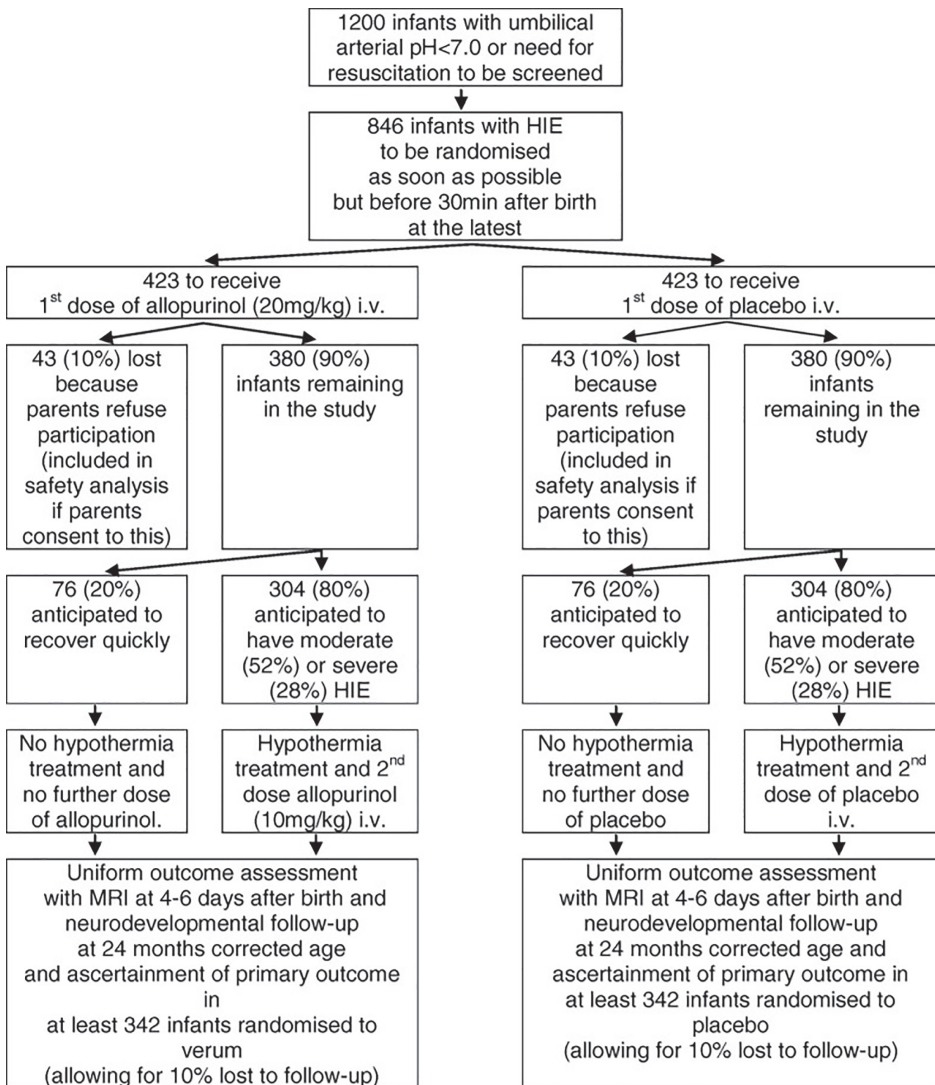 1200 infants with umbilical
arterial pH<7.0 or need for
resuscitation to be screened
846 infants with HIE
to be randomised
as soon as possible
but before 30min after birth
at the latest
423 to receive
1st dose of allopurinol (20mg/kg) i.v.
423 to receive
1st dose of placebo i.v.
43 (10%) lost
because
parents refuse
participation
(included in
safety analysis
if parents
consent to this)
380 (90%)
infants remaining
in the study
43 (10%) lost
because
parents refuse
participation
(included in
safety analysis if
parents consent
to this)
380 (90%)
infants
remaining in the
study
76 (20%)
anticipated to
recover quickly
304 (80%)
anticipated to
have moderate
(52%) or severe
(28%) HIE
76 (20%)
anticipated to
recover quickly
304 (80%)
anticipated to
have moderate
(52%) or severe
(28%) HIE
No hypothermia
treatment and
no further dose
of allopurinol.
Hypothermia
treatment and 2nd
dose allopurinol
(10mg/kg) i.v.
No hypothermia
treatment and
no further dose
of placebo
Hypothermia
treatment and 2nd
dose of placebo
i.v.
Uniform outcome assessment
with MRI at 4-6 days after birth and
neurodevelopmental follow-up
at 24 months corrected age
and ascertainment of primary outcome
in
at least 342 infants randomised to
verum
(allowing for 10% lost to follow-up)
Uniform outcome assessment
with MRI at 4-6 days after birth and
neurodevelopmental follow-up
at 24 months corrected age and
ascertainment of primary outcome in
at least 342 infants randomised to
placebo
(allowing for 10% lost to follow-up)